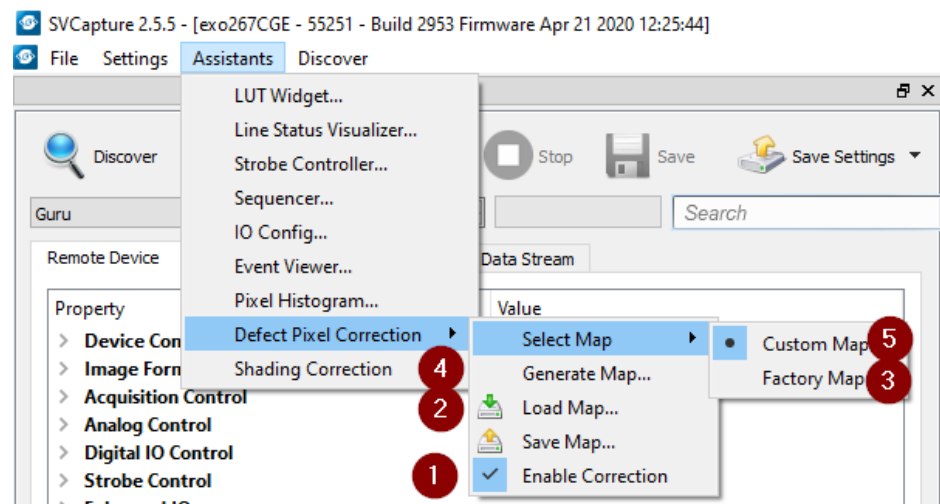 SVCapture 2.5.5 - [exo267CGE - 55251 - Build 2953 Firmware Apr 21 2020 12:25:44]
File Settings Assistants Discover
Discover
Stop
Save
Save Settings
Guru
Search
Remote Device
Data Stream
Property
Value
Device Con
Image Form
Acquisition Control
Analog Control
Digital IO Control
Strobe Control
LUT Widget...
Line Status Visualizer...
Strobe Controller...
Sequencer...
IO Config...
Event Viewer...
Pixel Histogram...
Defect Pixel Correction
Shading Correction
4
2
1
Select Map
Generate Map...
Load Map...
Save Map...
Enable Correction
Custom Map
5
Factory Map
3